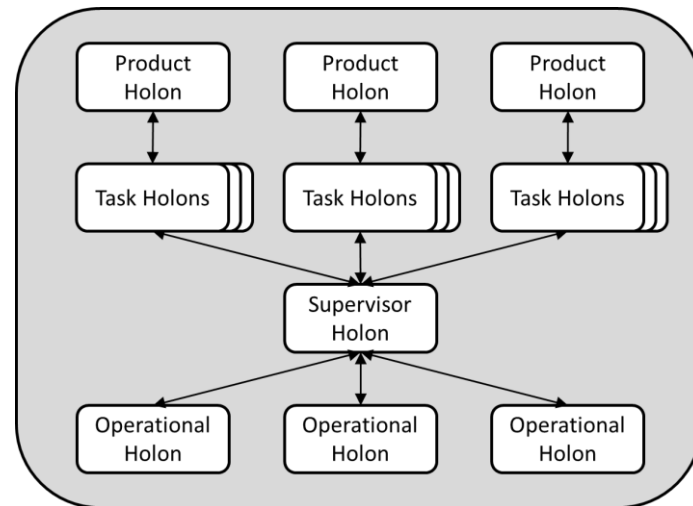 Product
Holon
Product
Holon
Product
Holon
Task Holons
Task Holons
Task Holons
Supervisor
Holon
Operational
Holon
Operational
Holon
Operational
Holon